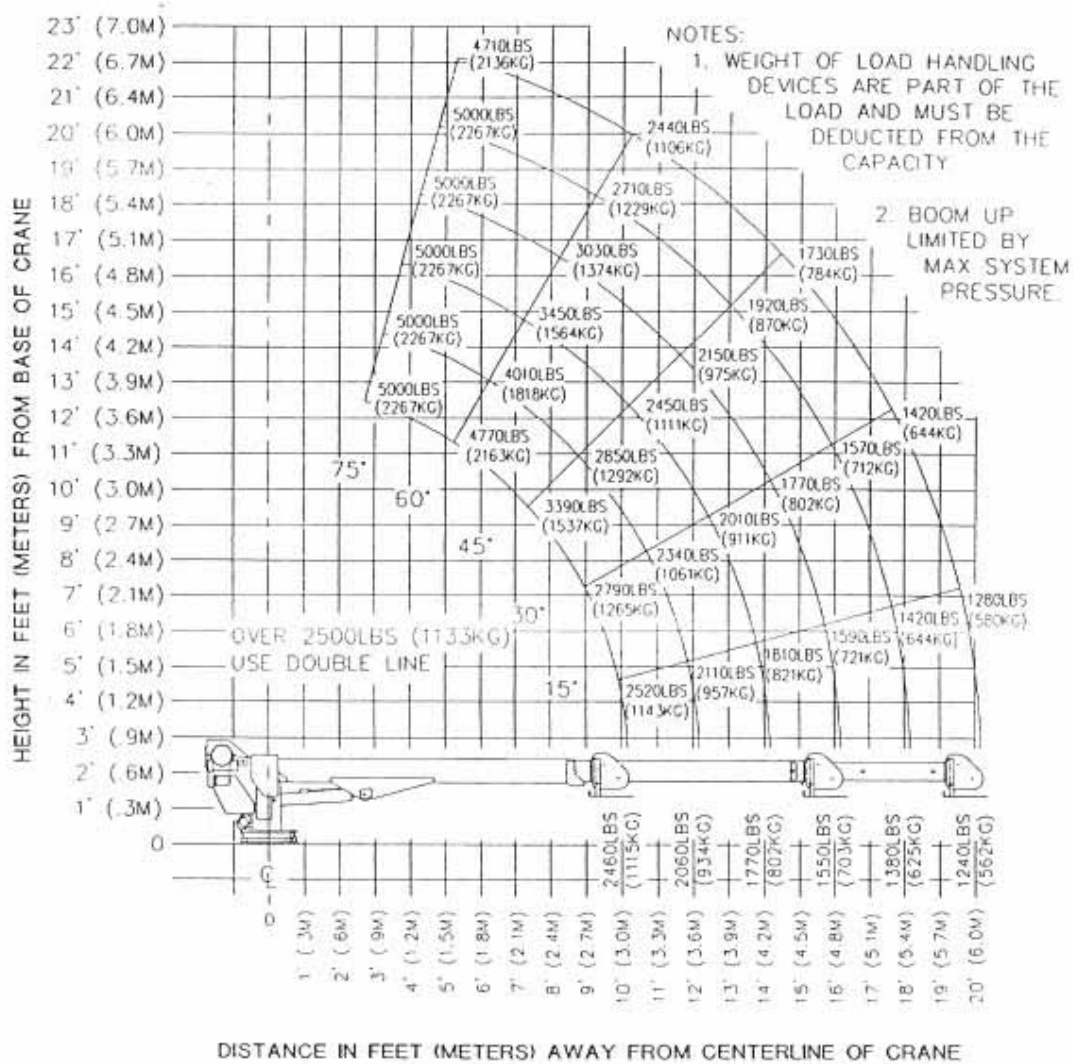 23' (7.0M)
22' (6.7M)
21' (6.4M)
20' (6.0M)
19' (5.7M)
18' (5.4M)
17' (5.1M)
16' (4.8M)
15' (4.5M)
14' (4.2M)
13' (3.9M)
12' (3.6M)
11' (3.3M)
10' (3.0M)
9' (2.7M)
8' (2.4M)
7' (2.1M)
6' (1.8M)
5' (1.5M)
4' (1.2M)
3' (.9M)
2' (.6M)
1' (.3M)
0
HEIGHT IN FEET (METERS) FROM BASE OF CRANE
NOTES:
1. WEIGHT OF LOAD HANDLING
DEVICES ARE PART OF THE
LOAD AND MUST BE
DEDUCTED FROM THE
CAPACITY
2. BOOM UP
LIMITED BY
MAX SYSTEM
PRESSURE.
4710LBS
(2136KG)
5000LBS
(2267KG)
5000LBS
(2267KG)
5000LBS
(2267KG)
5000LBS
(2267KG)
5000LBS
(2267KG)
75°
2440LBS
(1106KG)
2710LBS
(1229KG)
3030LBS
(1374KG)
3450LBS
(1564KG)
4010LBS
(1818KG)
4770LBS
(2163KG)
60°
1730LBS
(784KG)
1920LBS
(870KG)
2150LBS
(975KG)
2450LBS
(1111KG)
2850LBS
(1292KG)
3390LBS
(1537KG)
45°
1420LBS
(644KG)
1570LBS
(712KG)
1770LBS
(802KG)
2010LBS
(911KG)
2340LBS
(1061KG)
2790LBS
(1265KG)
30°
1280LBS
(580KG)
1420LBS
(644KG)
1590LBS
(721KG)
1810LBS
(821KG)
2110LBS
(957KG)
2520LBS
(1143KG)
15°
OVER 2500LBS (1133KG)
USE DOUBLE LINE
2460LBS
(1115KG)
2060LBS
(934KG)
1770LBS
(802KG)
1550LBS
(703KG)
1380LBS
(625KG)
1240LBS
(562KG)
0
1' (.3M)
2' (.6M)
3' (.9M)
4' (1.2M)
5' (1.5M)
6' (1.8M)
7' (2.1M)
8' (2.4M)
9' (2.7M)
10' (3.0M)
11' (3.3M)
12' (3.6M)
13' (3.9M)
14' (4.2M)
15' (4.5M)
16' (4.8M)
17' (5.1M)
18' (5.4M)
19' (5.7M)
20' (6.0M)
DISTANCE IN FEET (METERS) AWAY FROM CENTERLINE OF CRANE